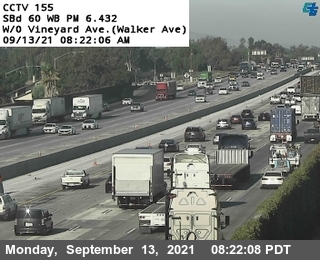 CCTV 155
SBd 60 WB PM 6.432
W/O Vineyard Ave.(Walker Ave)
09/13/21 08:22:06 AM
Monday, September 13, 2021 08:22:08 PDT